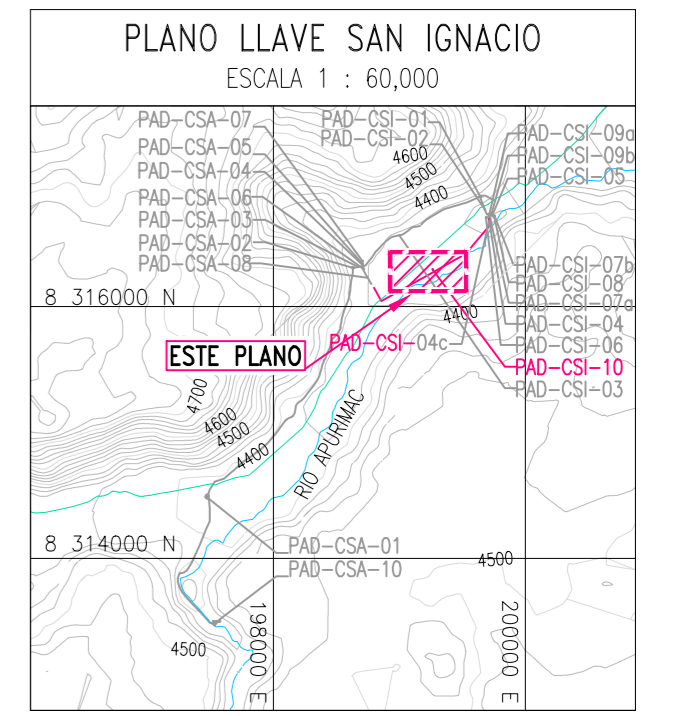 PLANO LLAVE SAN IGNACIO
ESCALA 1 : 60,000
PAD-CSA-07
PAD-CSA-05
PAD-CSA-04
PAD-CSA-06
PAD-CSA-03
PAD-CSA-02
PAD-CSA-08
PAD-CSI-01
PAD-CSI-02
4600
4500
4400
PAD-CSI-09a
PAD-CSI-09b
PAD-CSI-05
PAD-CSI-07b
PAD-CSI-08
PAD-CSI-07a
PAD-CSI-04
PAD-CSI-06
PAD-CSI-10
PAD-CSI-03
8 316000 N
4400
PAD-CSI-04c
ESTE PLANO
4700
4600
4500
4400
RIO APURIMAC
8 314000 N
PAD-CSA-01
PAD-CSA-10
4500
4500
198000 E
200000 E